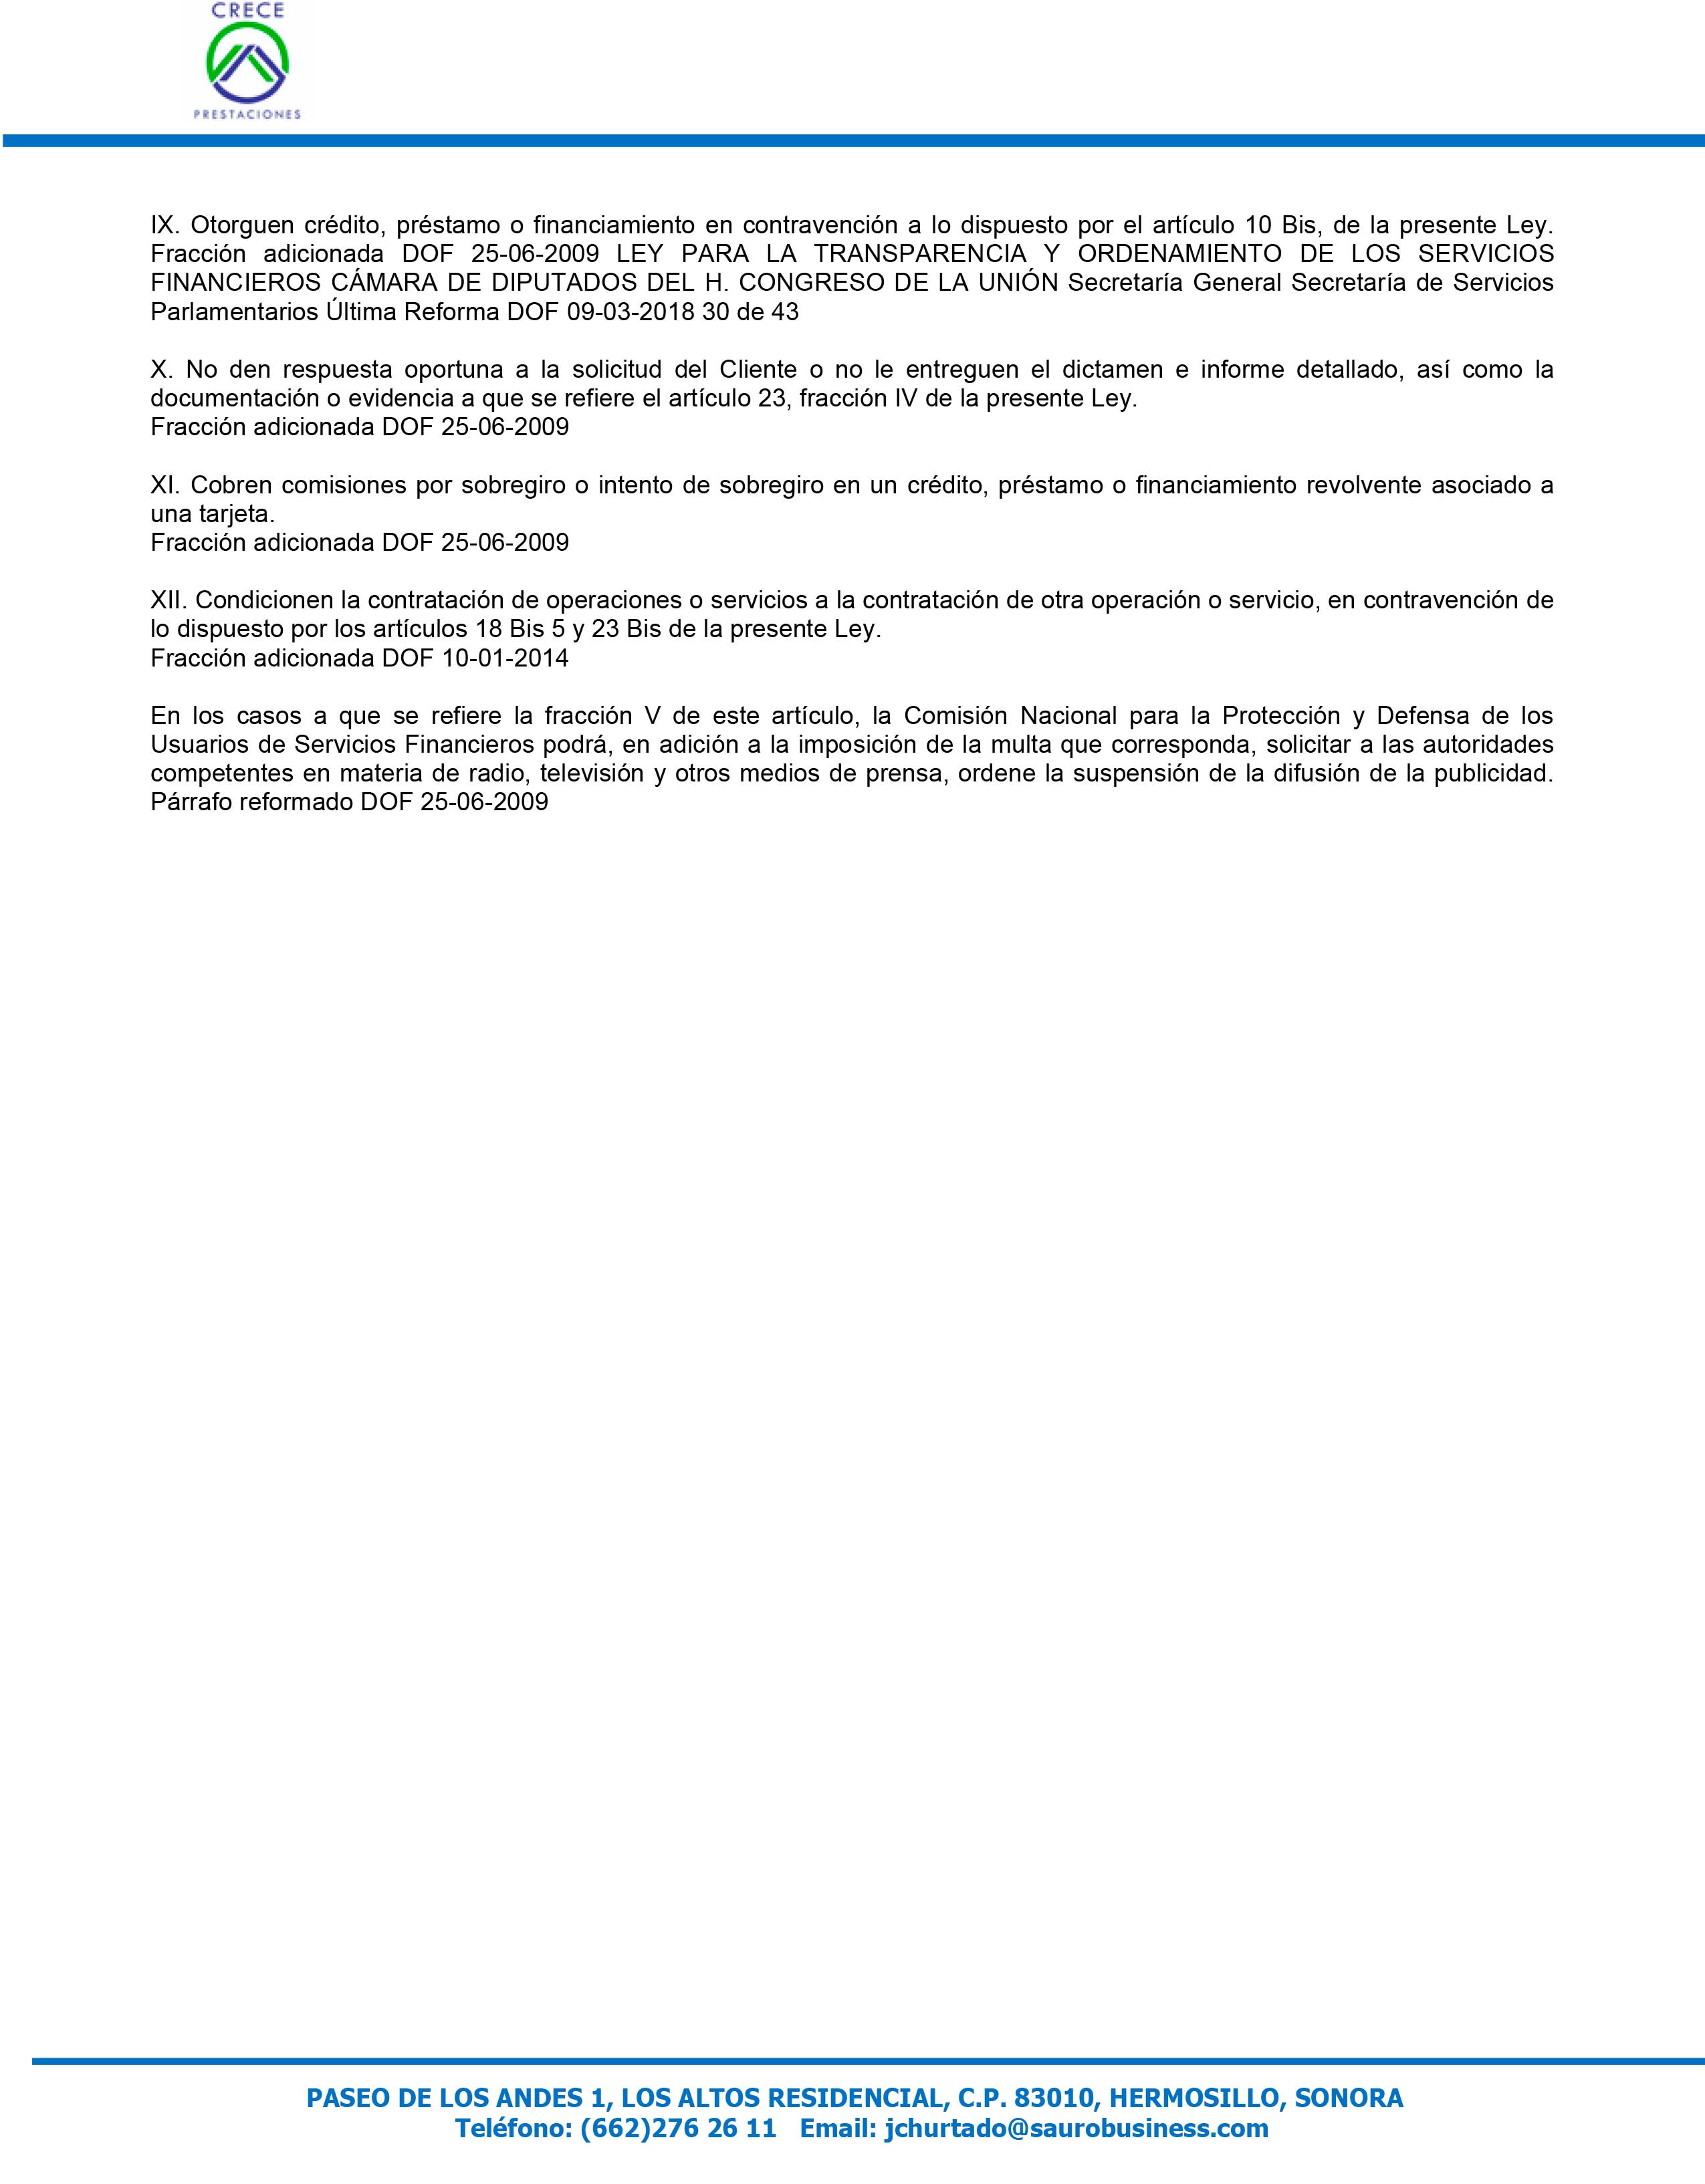 CRECE
PRESTACIONES
IX. Otorguen crédito, préstamo o financiamiento en contravención a lo dispuesto por el artículo 10 Bis, de la presente Ley.
Fracción adicionada DOF 25-06-2009 LEY PARA LA TRANSPARENCIA Y ORDENAMIENTO DE LOS SERVICIOS
FINANCIEROS CÁMARA DE DIPUTADOS DEL H. CONGRESO DE LA UNIÓN Secretaría General Secretaría de Servicios
Parlamentarios Última Reforma DOF 09-03-2018 30 de 43
X. No den respuesta oportuna a la solicitud del Cliente o no le entreguen el dictamen e informe detallado, así como la
documentación o evidencia a que se refiere el artículo 23, fracción IV de la presente Ley.
Fracción adicionada DOF 25-06-2009
XI. Cobren comisiones por sobregiro o intento de sobregiro en un crédito, préstamo o financiamiento revolvente asociado a
una tarjeta.
Fracción adicionada DOF 25-06-2009
XII. Condicionen la contratación de operaciones o servicios a la contratación de otra operación o servicio, en contravención de
lo dispuesto por los artículos 18 Bis 5 y 23 Bis de la presente Ley.
Fracción adicionada DOF 10-01-2014
En los casos a que se refiere la fracción V de este artículo, la Comisión Nacional para la Protección y Defensa de los
Usuarios de Servicios Financieros podrá, en adición a la imposición de la multa que corresponda, solicitar a las autoridades
competentes en materia de radio, televisión y otros medios de prensa, ordene la suspensión de la difusión de la publicidad.
Párrafo reformado DOF 25-06-2009
PASEO DE LOS ANDES 1, LOS ALTOS RESIDENCIAL, C.P. 83010, HERMOSILLO, SONORA
Teléfono: (662)276 26 11 Email: jchurtado@saurobusiness.com